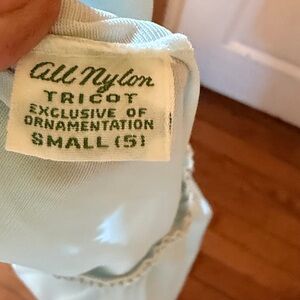 All Nylon
TRICOT
EXCLUSIVE OF
ORNAMENTATION
SMALL (5)